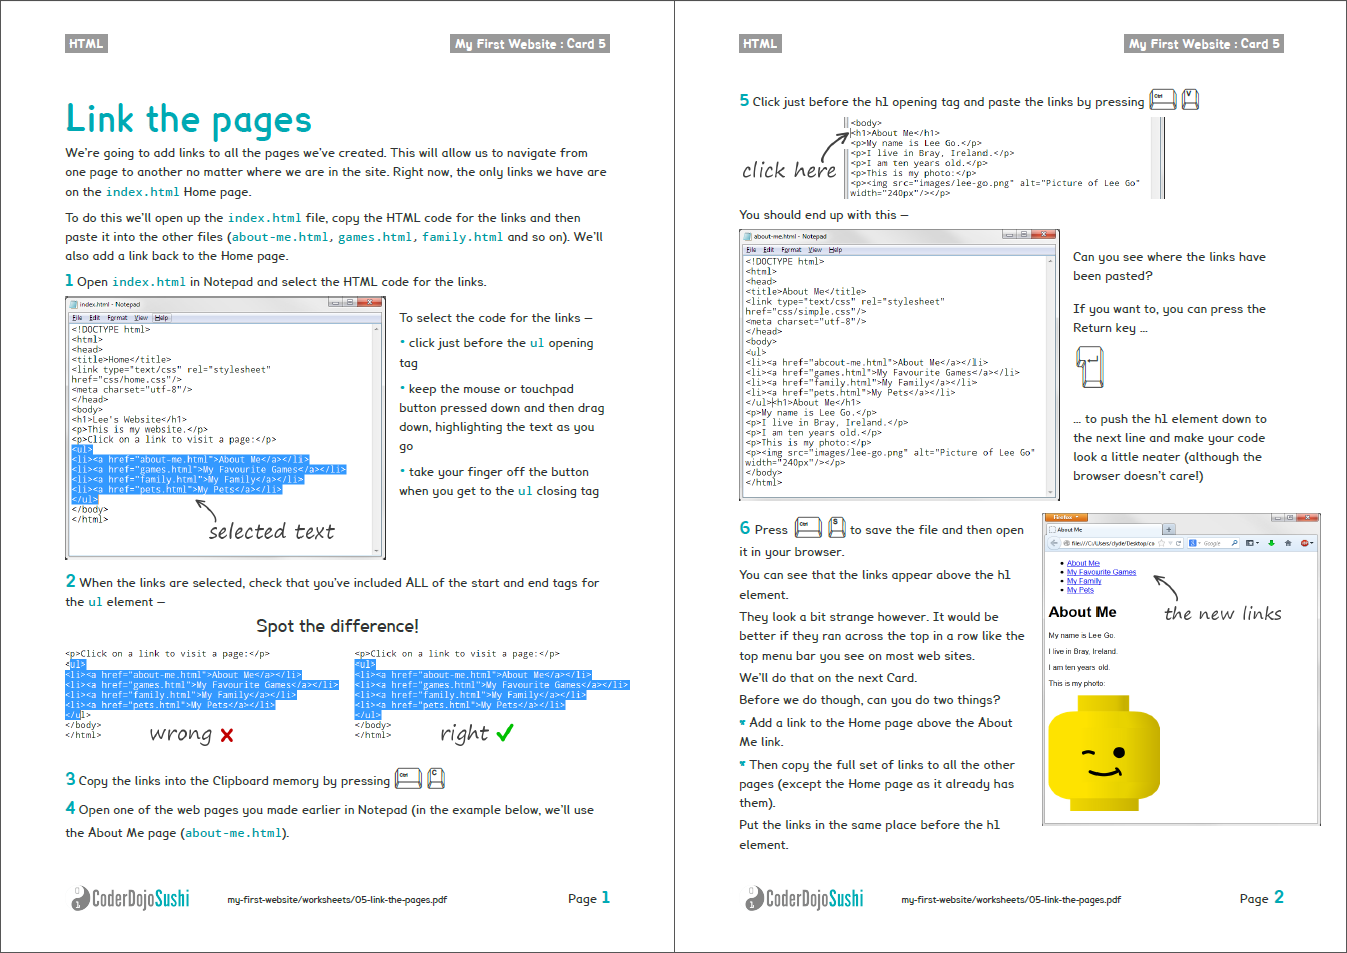 HTML
My First Website : Card 5
Link the pages
We're going to add links to all the pages we've created. This will allow us to navigate from
one page to another no matter where we are in the site. Right now, the only links we have are
on the index.html Home page.
To do this we'll open up the index.html file, copy the HTML code for the links and then
paste it into the other files (about-me.html, games.html, family.html and so on). We'll
also add a link back to the Home page.
1 Open index.html in Notepad and select the HTML code for the links.
index.html - Notepad
File Edit Format View Help
<!DOCTYPE html>
<html>
<head>
<title>Home</title>
<link type="text/css" rel="stylesheet"
href="css/home.css"/>
<meta charset="utf-8"/>
</head>
<body>
<h1>Lee's Website</h1>
<p>This is my website.</p>
<p>Click on a link to visit a page:</p>
<ul>
<li><a href="about-me.html">About Me</a></li>
<li><a href="games.html">My Favourite Games</a></li>
<li><a href="family.html">My Family</a></li>
<li><a href="pets.html">My Pets</a></li>
</ul>
</body>
</html>
selected text
To select the code for the links –
• click just before the ul opening
tag
• keep the mouse or touchpad
button pressed down and then drag
down, highlighting the text as you
go
• take your finger off the button
when you get to the ul closing tag
2 When the links are selected, check that you've included ALL of the start and end tags for
the ul element –
Spot the difference!
<p>Click on a link to visit a page:</p>
<ul>
<li><a href="about-me.html">About Me</a></li>
<li><a href="games.html">My Favourite Games</a></li>
<li><a href="family.html">My Family</a></li>
<li><a href="pets.html">My Pets</a></li>
</ul>
</body>
</html>
wrong
<p>Click on a link to visit a page:</p>
<ul>
<li><a href="about-me.html">About Me</a></li>
<li><a href="games.html">My Favourite Games</a></li>
<li><a href="family.html">My Family</a></li>
<li><a href="pets.html">My Pets</a></li>
</ul>
</body>
</html>
right
3 Copy the links into the Clipboard memory by pressing Ctrl C
4 Open one of the web pages you made earlier in Notepad (in the example below, we'll use
the About Me page (about-me.html).
CoderDojoSushi
my-first-website/worksheets/05-link-the-pages.pdf
Page 1
HTML
My First Website : Card 5
5 Click just before the h1 opening tag and paste the links by pressing Ctrl V
<body>
<h1>About Me</h1>
<p>My name is Lee Go.</p>
<p>I live in Bray, Ireland.</p>
<p>I am ten years old.</p>
<p>This is my photo:</p>
<p><img src="images/lee-go.png" alt="Picture of Lee Go"
width="240px"/></p>
click here
You should end up with this –
about-me.html - Notepad
File Edit Format View Help
<!DOCTYPE html>
<html>
<head>
<title>About Me</title>
<link type="text/css" rel="stylesheet"
href="css/simple.css"/>
<meta charset="utf-8"/>
</head>
<body>
<ul>
<li><a href="abcout-me.html">About Me</a></li>
<li><a href="games.html">My Favourite Games</a></li>
<li><a href="family.html">My Family</a></li>
<li><a href="pets.html">My Pets</a></li>
</ul><h1>About Me</h1>
<p>My name is Lee Go.</p>
<p>I live in Bray, Ireland.</p>
<p>I am ten years old.</p>
<p>This is my photo:</p>
<p><img src="images/lee-go.png" alt="Picture of Lee Go"
width="240px"/></p>
</body>
</html>
Can you see where the links have
been pasted?
If you want to, you can press the
Return key ...
... to push the h1 element down to
the next line and make your code
look a little neater (although the
browser doesn't care!)
6 Press Ctrl S to save the file and then open
it in your browser.
You can see that the links appear above the h1
element.
They look a bit strange however. It would be
better if they ran across the top in a row like the
top menu bar you see on most web sites.
We'll do that on the next Card.
Before we do though, can you do two things?
Add a link to the Home page above the About
Me link.
Then copy the full set of links to all the other
pages (except the Home page as it already has
them).
Put the links in the same place before the h1
element.
Firefox
About Me
file:///C:/Users/clyde/Desktop/co
Google
• About Me
• My Favourite Games
• My Family
• My Pets
the new links
About Me
My name is Lee Go.
I live in Bray, Ireland.
I am ten years old.
This is my photo:
CoderDojoSushi
my-first-website/worksheets/05-link-the-pages.pdf
Page 2